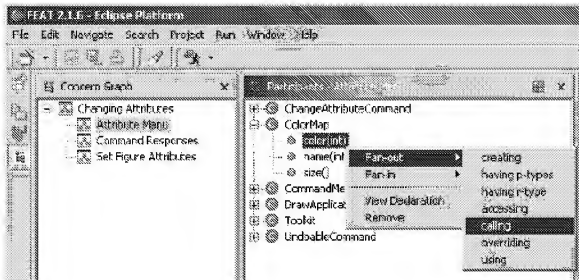 FEAT 2.1.6 - Eclipse Platform
File Edit Navigate Search Project Run Window Help
Concern Graph
Changing Attributes
Attribute Menu
Command Responses
Set Figure Attributes
Participants
ChangeAttributeCommand
ColorMap
color(int)
name(int
size()
CommandMe
DrawApplicat
Toolkit
UndoableCommand
Fan-out
Fan-in
View Declaration
Remove
creating
having p-types
having r-type
accessing
calling
overriding
using